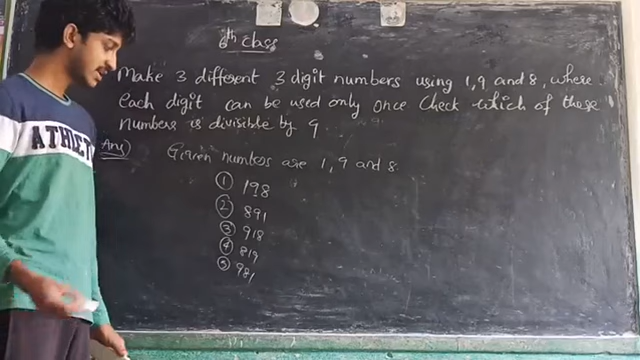 6th class
Make 3 different 3 digit numbers using 1,9 and 8, where
each digit can be used only once check which of these
numbers is divisible by 9
Ans)
Given numbers are 1, 9 and 8.
① 198
② 891
③ 918
④ 819
⑤ 981
ATHLET